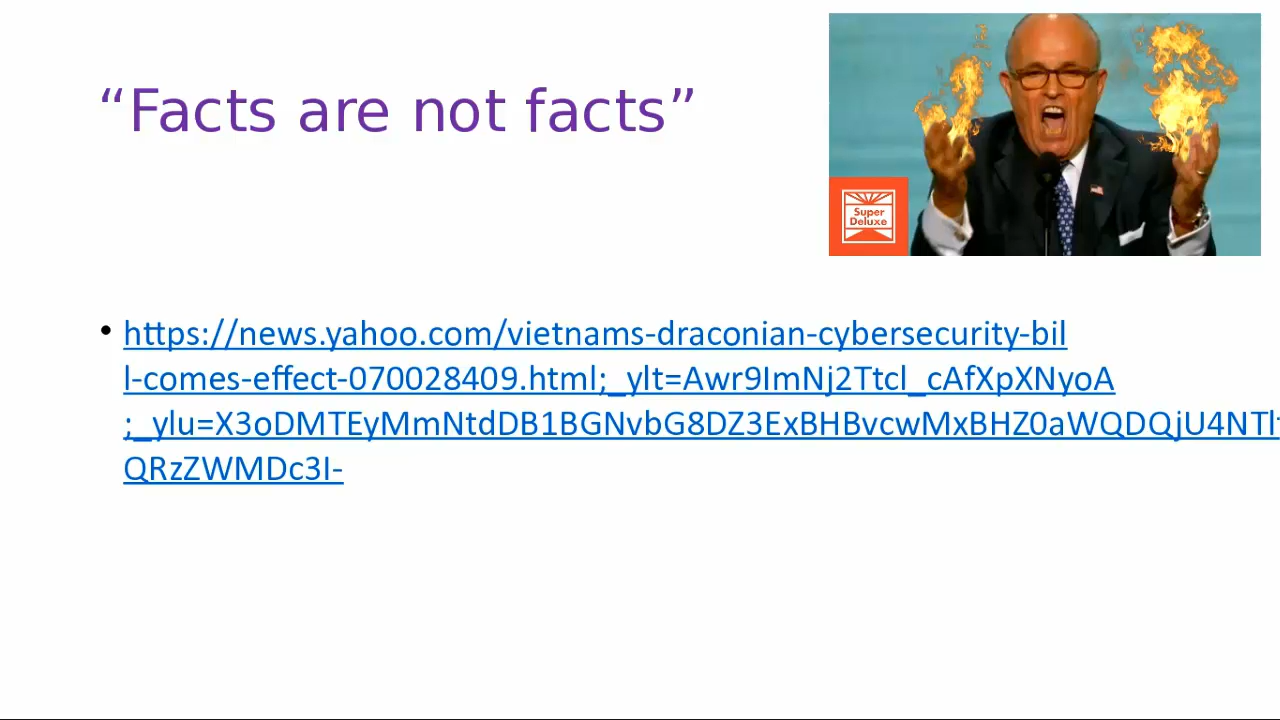 “Facts are not facts”
Super
Deluxe
• https://news.yahoo.com/vietnams-draconian-cybersecurity-bil
l-comes-effect-070028409.html;_ylt=Awr9ImNj2Ttcl_cAfXpXNyoA
;_ylu=X3oDMTEyMmNtdDB1BGNvbG8DZ3ExBHBvcwMxBHZ0aWQDQjU4NTl
QRzZWMDc3I-